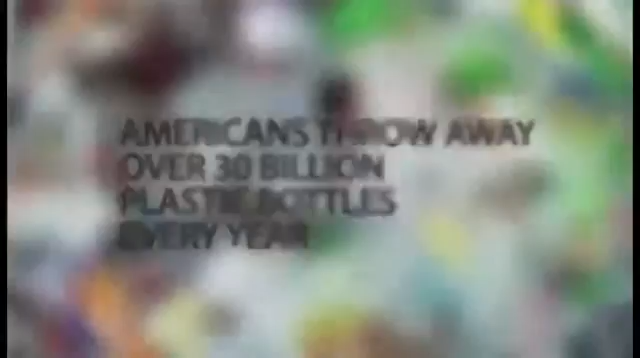 AMERICANS THROW AWAY
OVER 30 BILLION
PLASTIC BOTTLES
EVERY YEAR